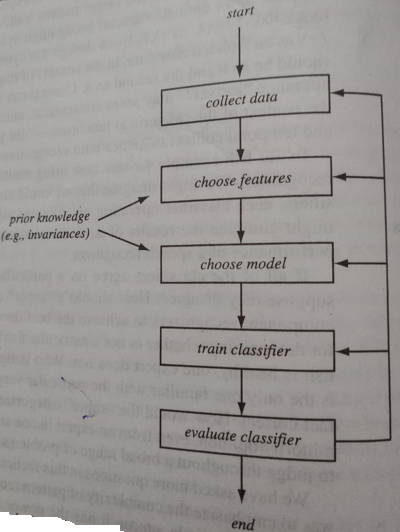 start
collect data
choose features
prior knowledge
(e.g., invariances)
choose model
train classifier
evaluate classifier
end